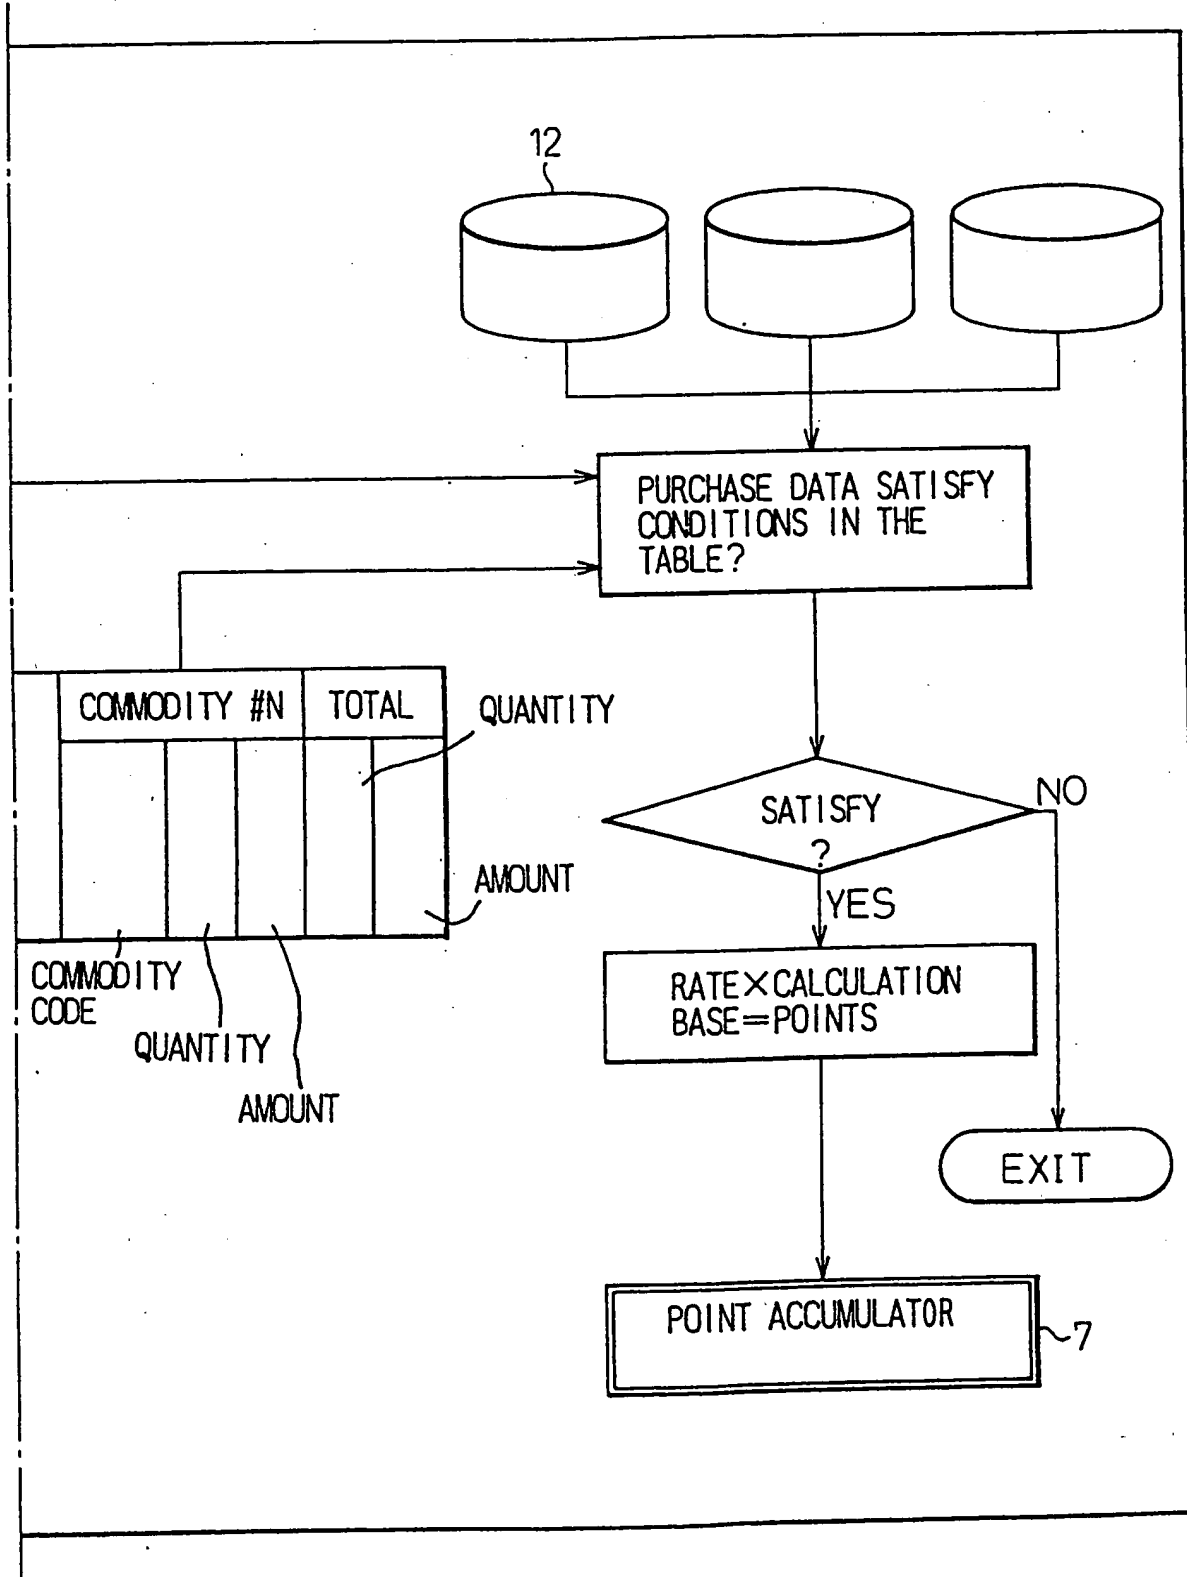 12
PURCHASE DATA SATISFY
CONDITIONS IN THE
TABLE?
COMMODITY #N
TOTAL
QUANTITY
NO
SATISFY
?
AMOUNT
YES
COMMODITY
CODE
RATE×CALCULATION
BASE=POINTS
QUANTITY
AMOUNT
EXIT
POINT ACCUMULATOR
7